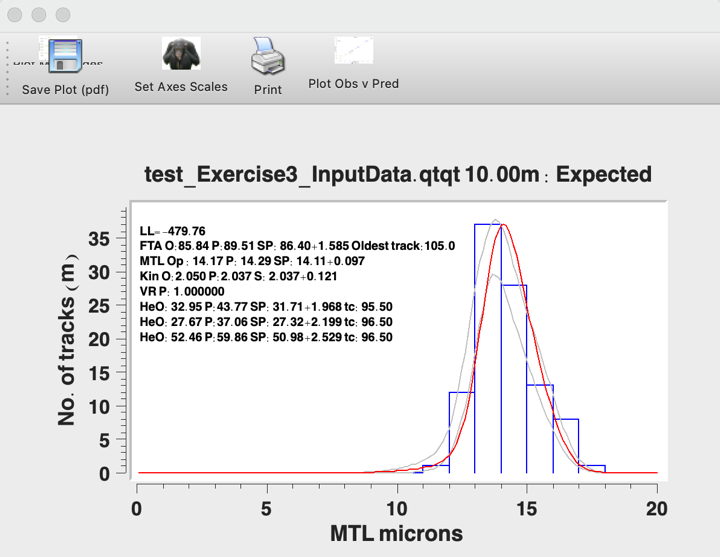 Save Plot (pdf)
Set Axes Scales
Print
Plot Obs v Pred
test_Exercise3_InputData.qtqt 10.00m : Expected
LL=-479.76
FTA O:85.84 P:89.51 SP: 86.40+1.585 Oldest track:105.0
MTL Op : 14.17 P: 14.29 SP: 14.11+0.097
Kin O:2.050 P:2.037 S: 2.037+0.121
VR P: 1.000000
HeO: 32.95 P:43.77 SP: 31.71+1.968 tc: 95.50
HeO: 27.67 P:37.06 SP: 27.32+2.199 tc: 96.50
HeO: 52.46 P:59.86 SP: 50.98+2.529 tc: 96.50
No. of tracks (m)
35
30
25
20
15
10
5
0
0 5 10 15 20
MTL microns